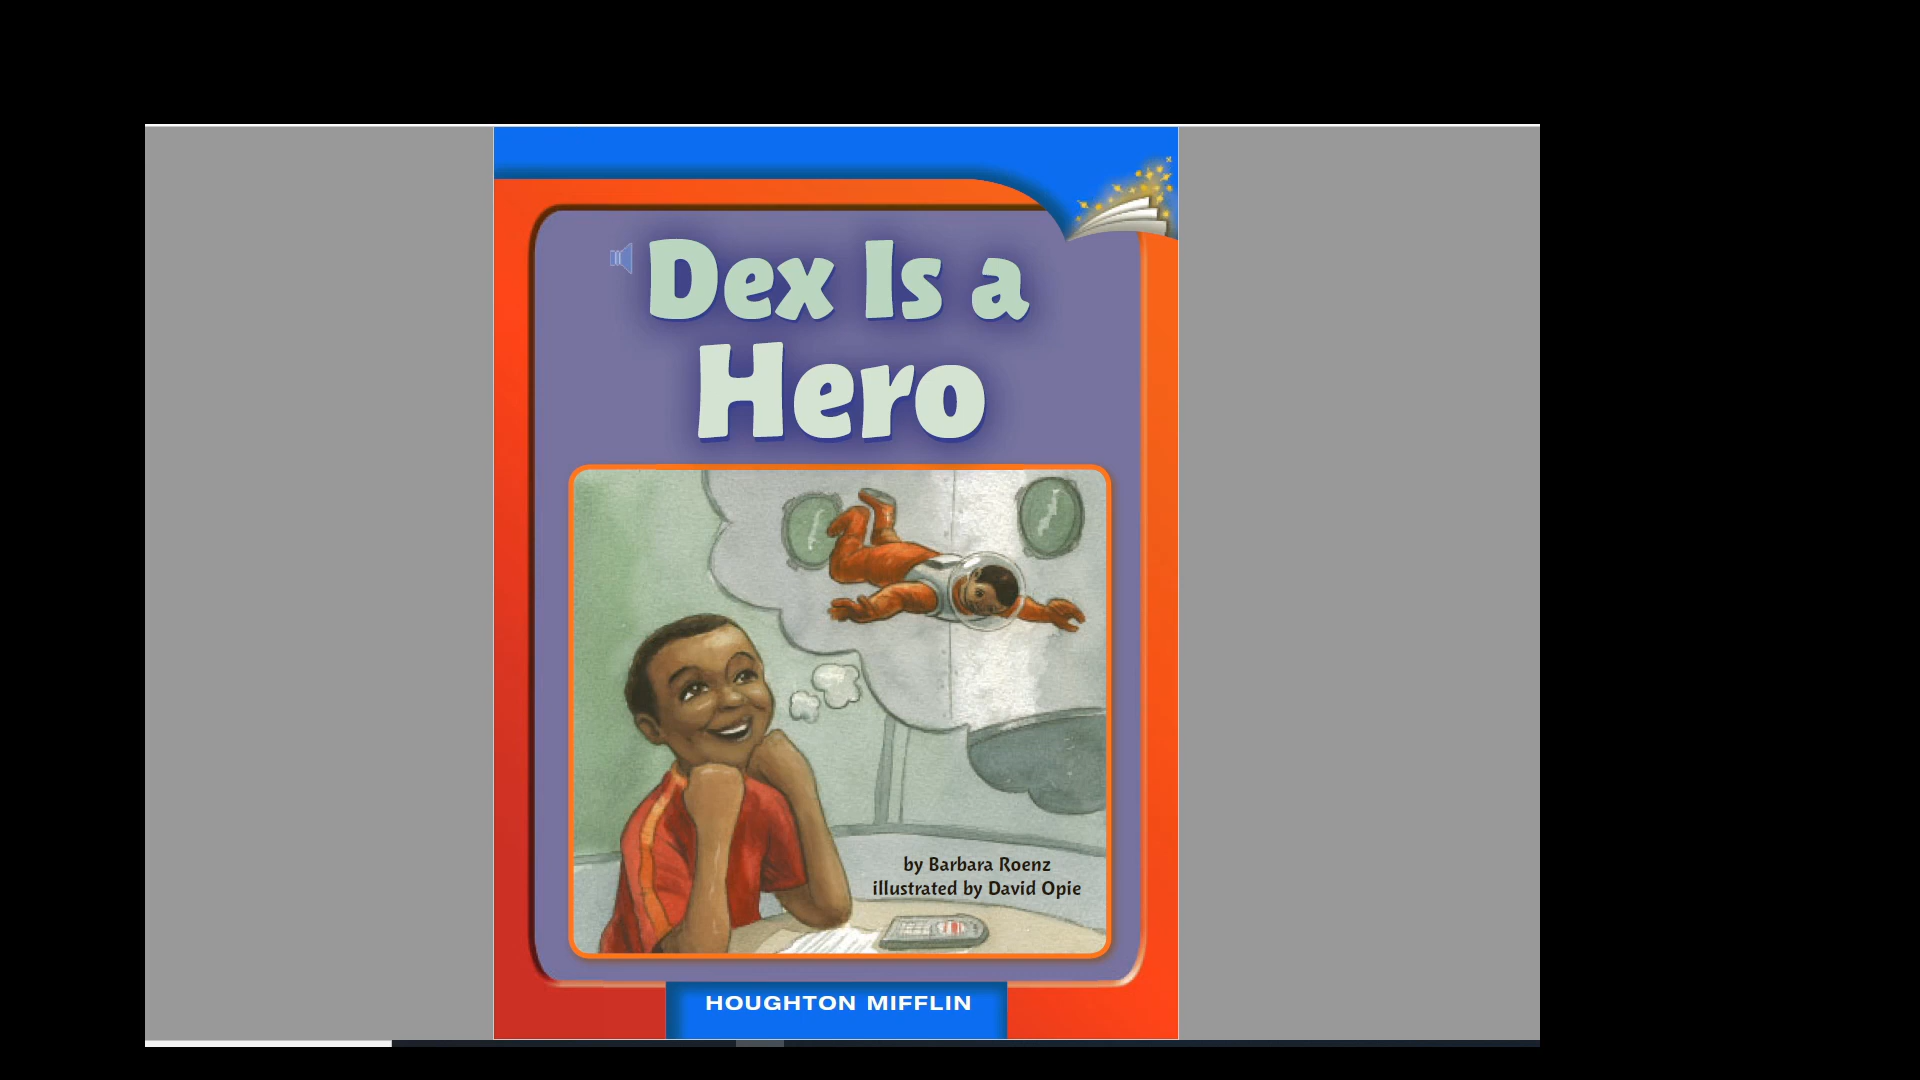 Dex Is a
Hero
by Barbara Roenz
illustrated by David Opie
HOUGHTON MIFFLIN